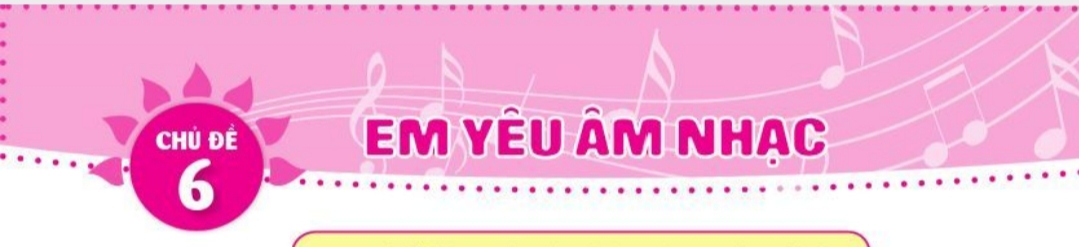 CHỦ ĐỀ
6
EM YÊU ÂM NHẠC